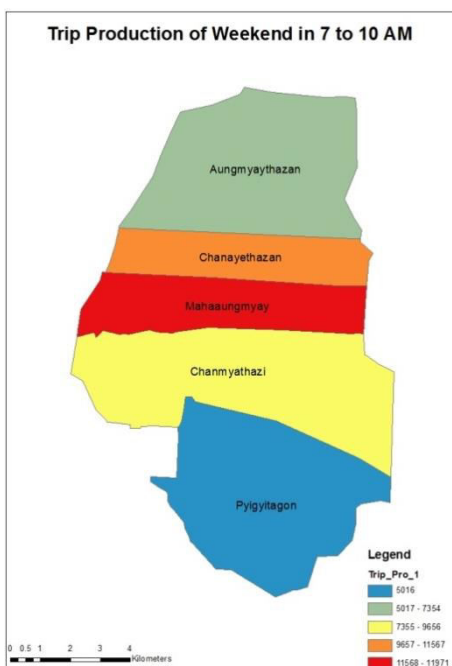 Trip Production of Weekend in 7 to 10 AM
Aungmyaythazan
Chanayethazan
Mahaaungmyay
Chanmyathazi
Pyigyitagon
Legend
Trip_Pro_1
5016
5017 - 7354
7355 - 9656
9657 - 11567
11568 - 11971
0 0.5 1 2 3 4
Kilometers